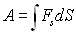 A = ∫ F_s dS